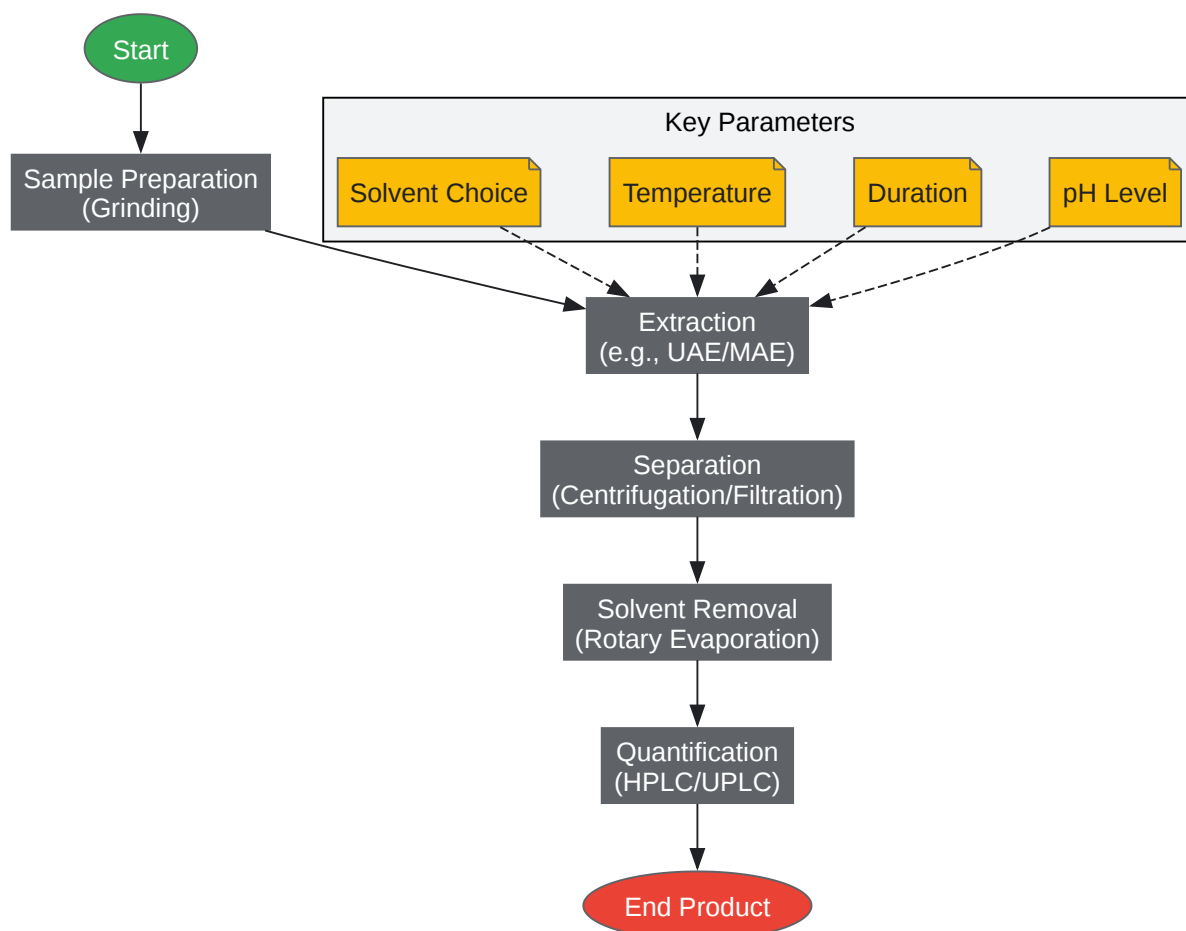 Start
Key Parameters
Sample Preparation
(Grinding)
Solvent Choice
Temperature
Duration
pH Level
Extraction
(e.g., UAE/MAE)
Separation
(Centrifugation/Filtration)
Solvent Removal
(Rotary Evaporation)
Quantification
(HPLC/UPLC)
End Product